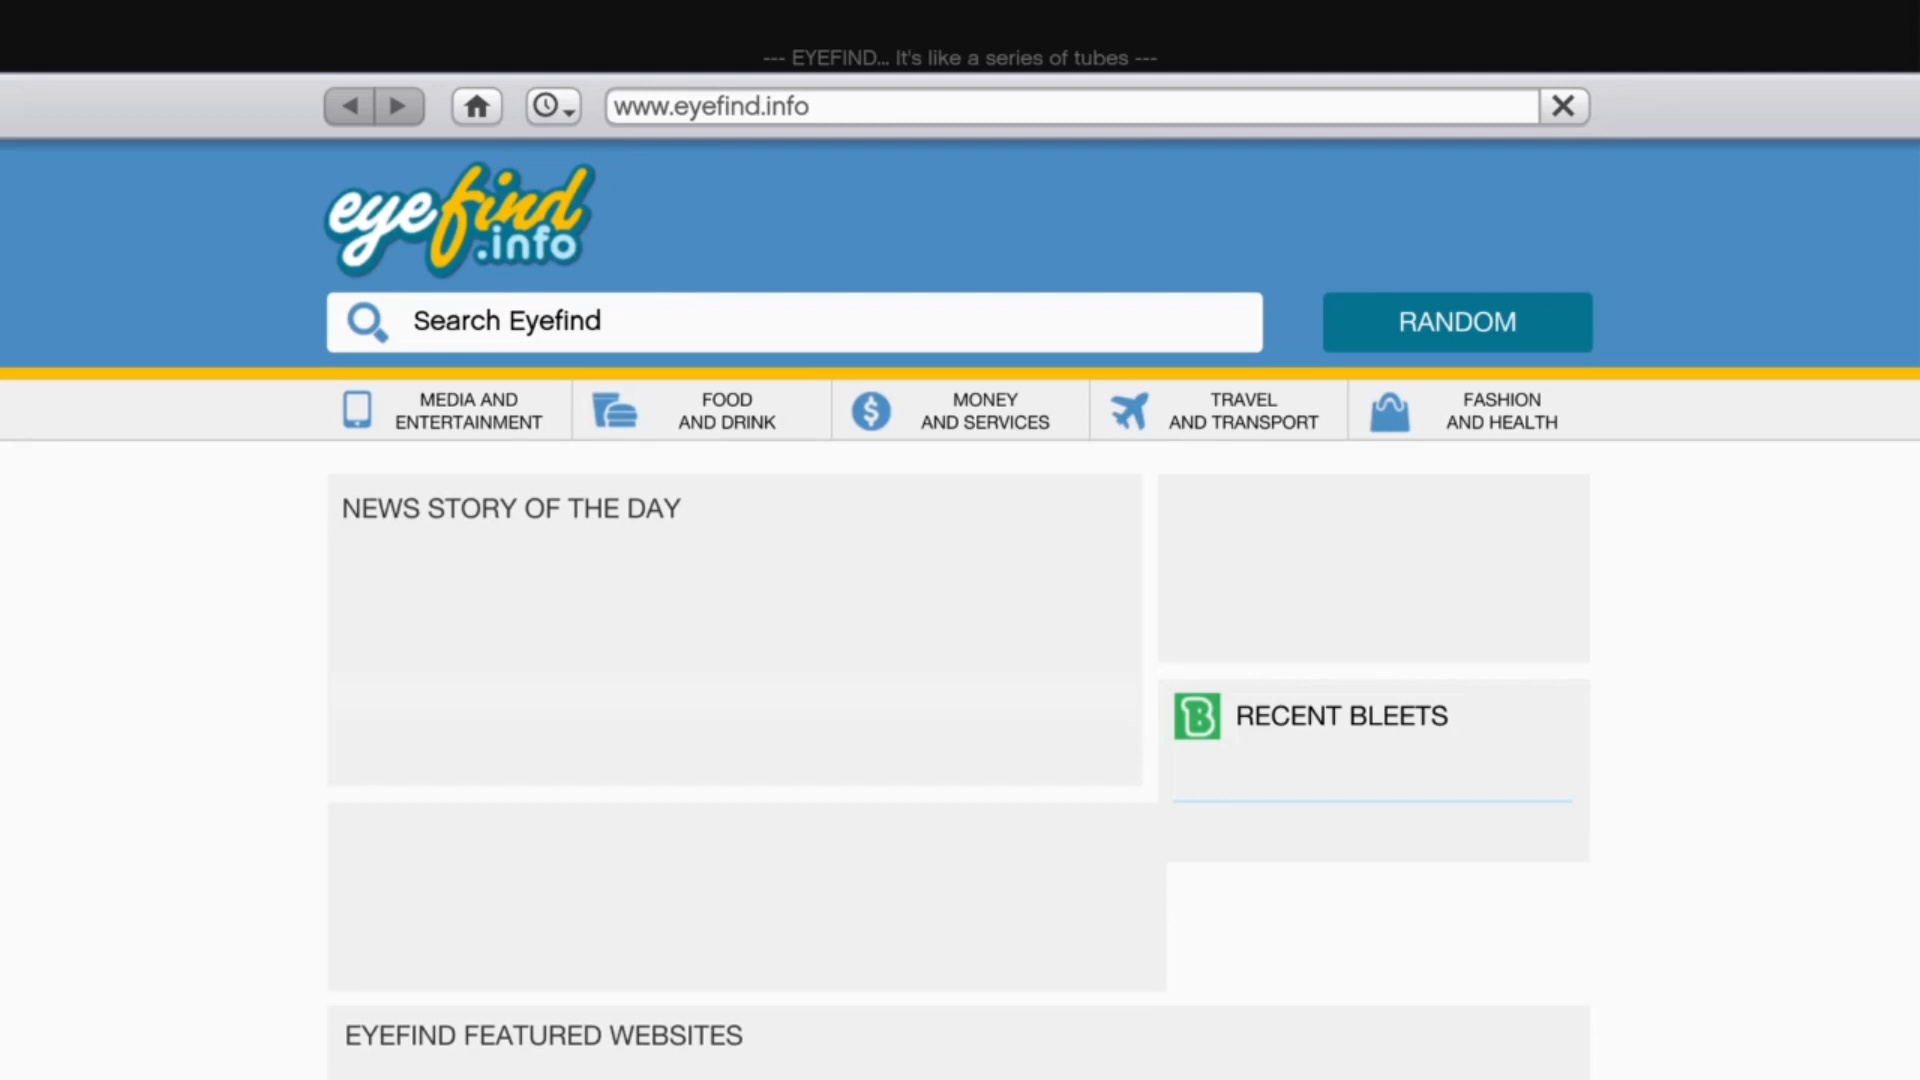 --- EYEFIND... It's like a series of tubes ---
www.eyefind.info
eyefind
.info
Search Eyefind
RANDOM
MEDIA AND
ENTERTAINMENT
FOOD
AND DRINK
$
MONEY
AND SERVICES
TRAVEL
AND TRANSPORT
FASHION
AND HEALTH
NEWS STORY OF THE DAY
B RECENT BLEETS
EYEFIND FEATURED WEBSITES